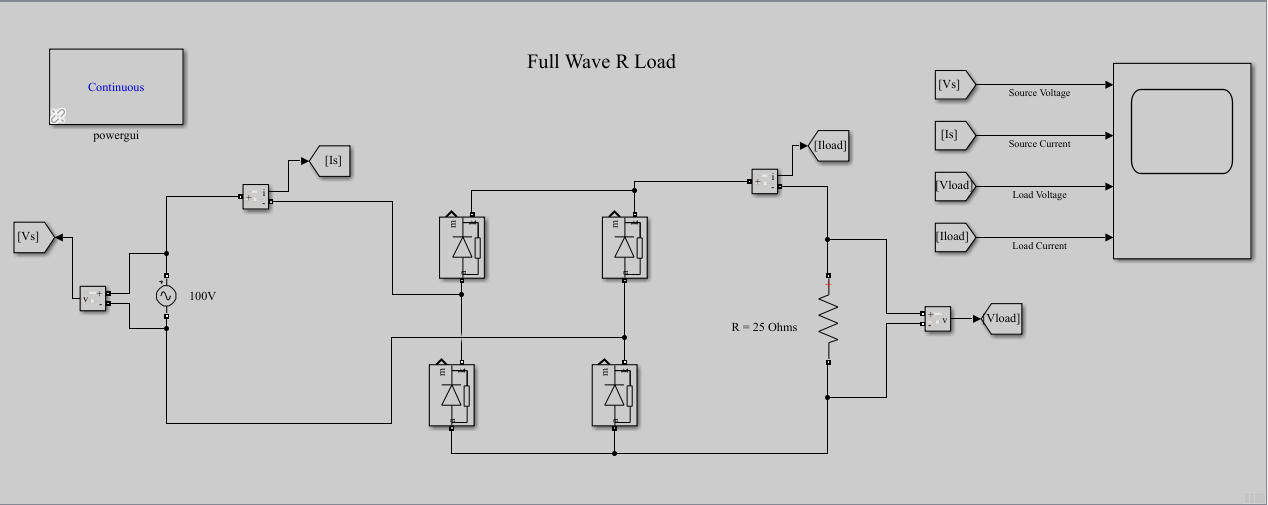 Full Wave R Load
Continuous
powergui
[Vs]
Source Voltage
[Is]
Source Current
[Vload]
Load Voltage
[Iload]
Load Current
[Is]
[Iload]
+
i
-
+
i
-
[Vs]
v
+
-
+
100V
m
m
m
m
R = 25 Ohms
+
+
-
v
[Vload]